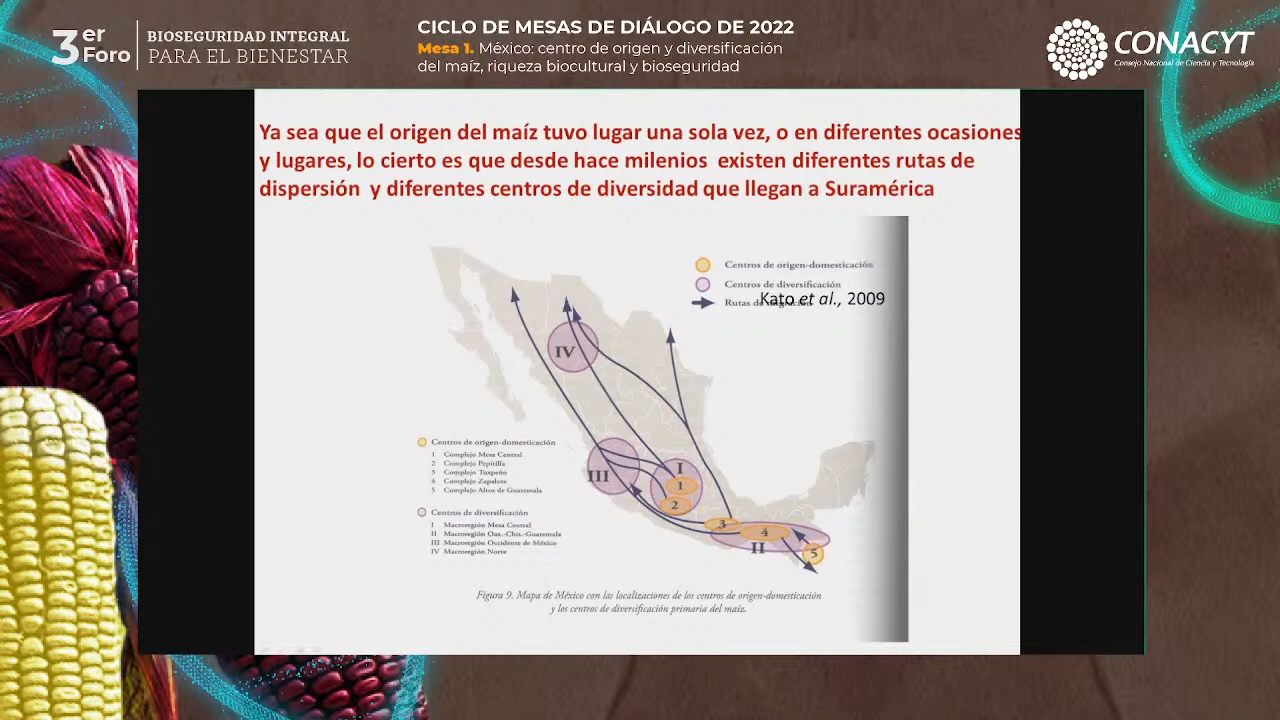 3er Foro
BIOSEGURIDAD INTEGRAL
PARA EL BIENESTAR
CICLO DE MESAS DE DIÁLOGO DE 2022
Mesa 1. México: centro de origen y diversificación
del maíz, riqueza biocultural y bioseguridad
CONACYT
Consejo Nacional de Ciencia y Tecnología
Ya sea que el origen del maíz tuvo lugar una sola vez, o en diferentes ocasiones
y lugares, lo cierto es que desde hace milenios existen diferentes rutas de
dispersión y diferentes centros de diversidad que llegan a Suramérica
Centros de origen-domesticación
Centros de diversificación
Rutas de
Kato et al., 2009
IV
III
I
1
2
3
4
II
5
Centros de origen-domesticación
1 Complejo Mesa Central
2 Complejo Pepitilla
3 Complejo Tuxpeño
4 Complejo Zapalote
5 Complejo Altos de Guatemala
Centros de diversificación
I Macroregión Mesa Central
II Macroregión Oax.-Chis.-Guatemala
III Macroregión Occidente de México
IV Macroregión Norte
Figura 9. Mapa de México con las localizaciones de los centros de origen-domesticación
y los centros de diversificación primaria del maíz.